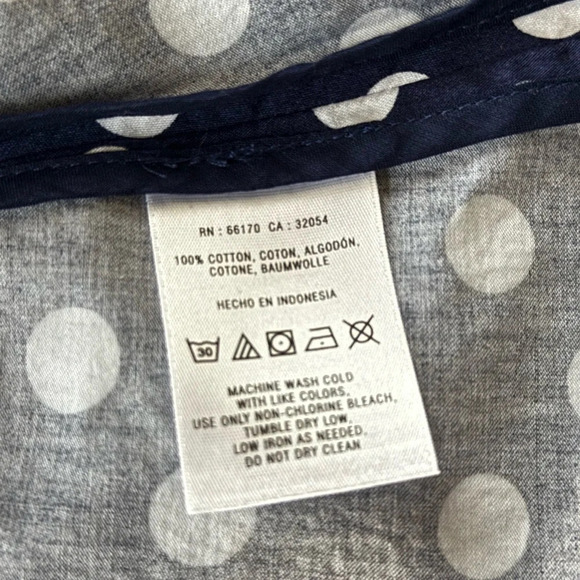 RN : 66170 CA : 32054
100% COTTON, COTON, ALGODÓN,
COTONE, BAUMWOLLE
HECHO EN INDONESIA
30
MACHINE WASH COLD
WITH LIKE COLORS.
USE ONLY NON-CHLORINE BLEACH.
TUMBLE DRY LOW.
LOW IRON AS NEEDED.
DO NOT DRY CLEAN